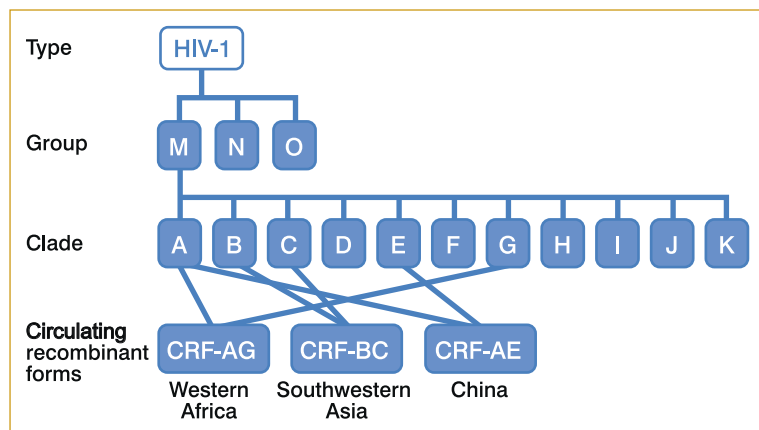 Type
HIV-1
Group
M N O
Clade
A B C D E F G H I J K
Circulating
recombinant
forms
CRF-AG CRF-BC CRF-AE
Western
Africa
Southwestern
Asia
China